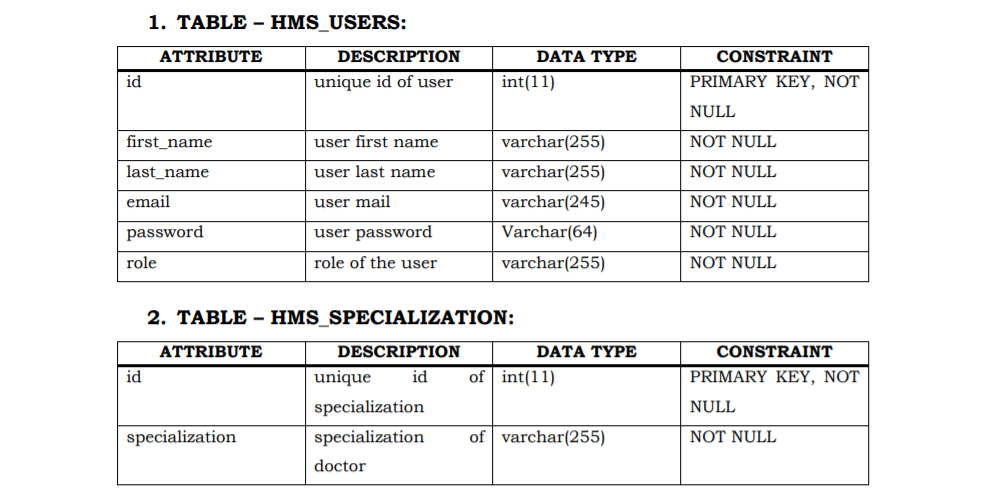 1. TABLE – HMS_USERS:
ATTRIBUTE DESCRIPTION DATA TYPE CONSTRAINT
id unique id of user int(11) PRIMARY KEY, NOT
NULL
first_name user first name varchar(255) NOT NULL
last_name user last name varchar(255) NOT NULL
email user mail varchar(245) NOT NULL
password user password Varchar(64) NOT NULL
role role of the user varchar(255) NOT NULL
2. TABLE – HMS_SPECIALIZATION:
ATTRIBUTE DESCRIPTION DATA TYPE CONSTRAINT
id unique id of int(11) PRIMARY KEY, NOT
specialization NULL
specialization specialization of varchar(255) NOT NULL
doctor